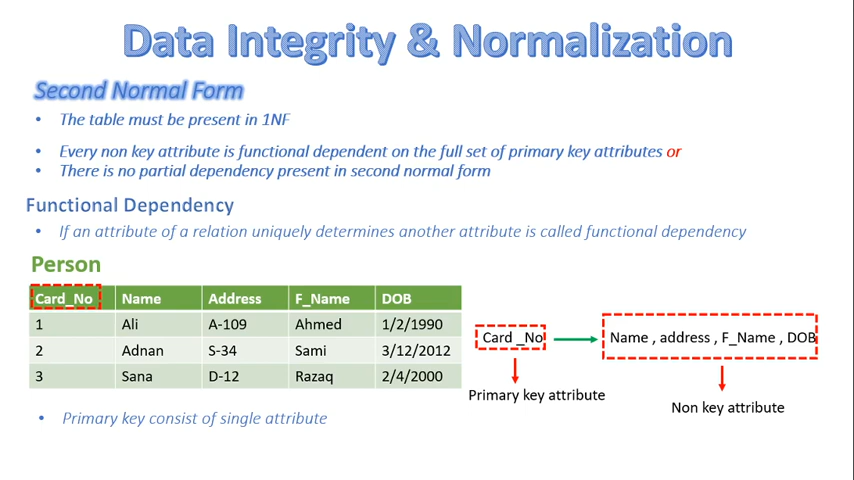 Data Integrity & Normalization
Second Normal Form
• The table must be present in 1NF
• Every non key attribute is functional dependent on the full set of primary key attributes or
• There is no partial dependency present in second normal form
Functional Dependency
• If an attribute of a relation uniquely determines another attribute is called functional dependency
Person
Card_No Name Address F_Name DOB
1 Ali A-109 Ahmed 1/2/1990
2 Adnan S-34 Sami 3/12/2012
3 Sana D-12 Razaq 2/4/2000
Card _No
Name , address , F_Name , DOB
Primary key attribute
Non key attribute
• Primary key consist of single attribute